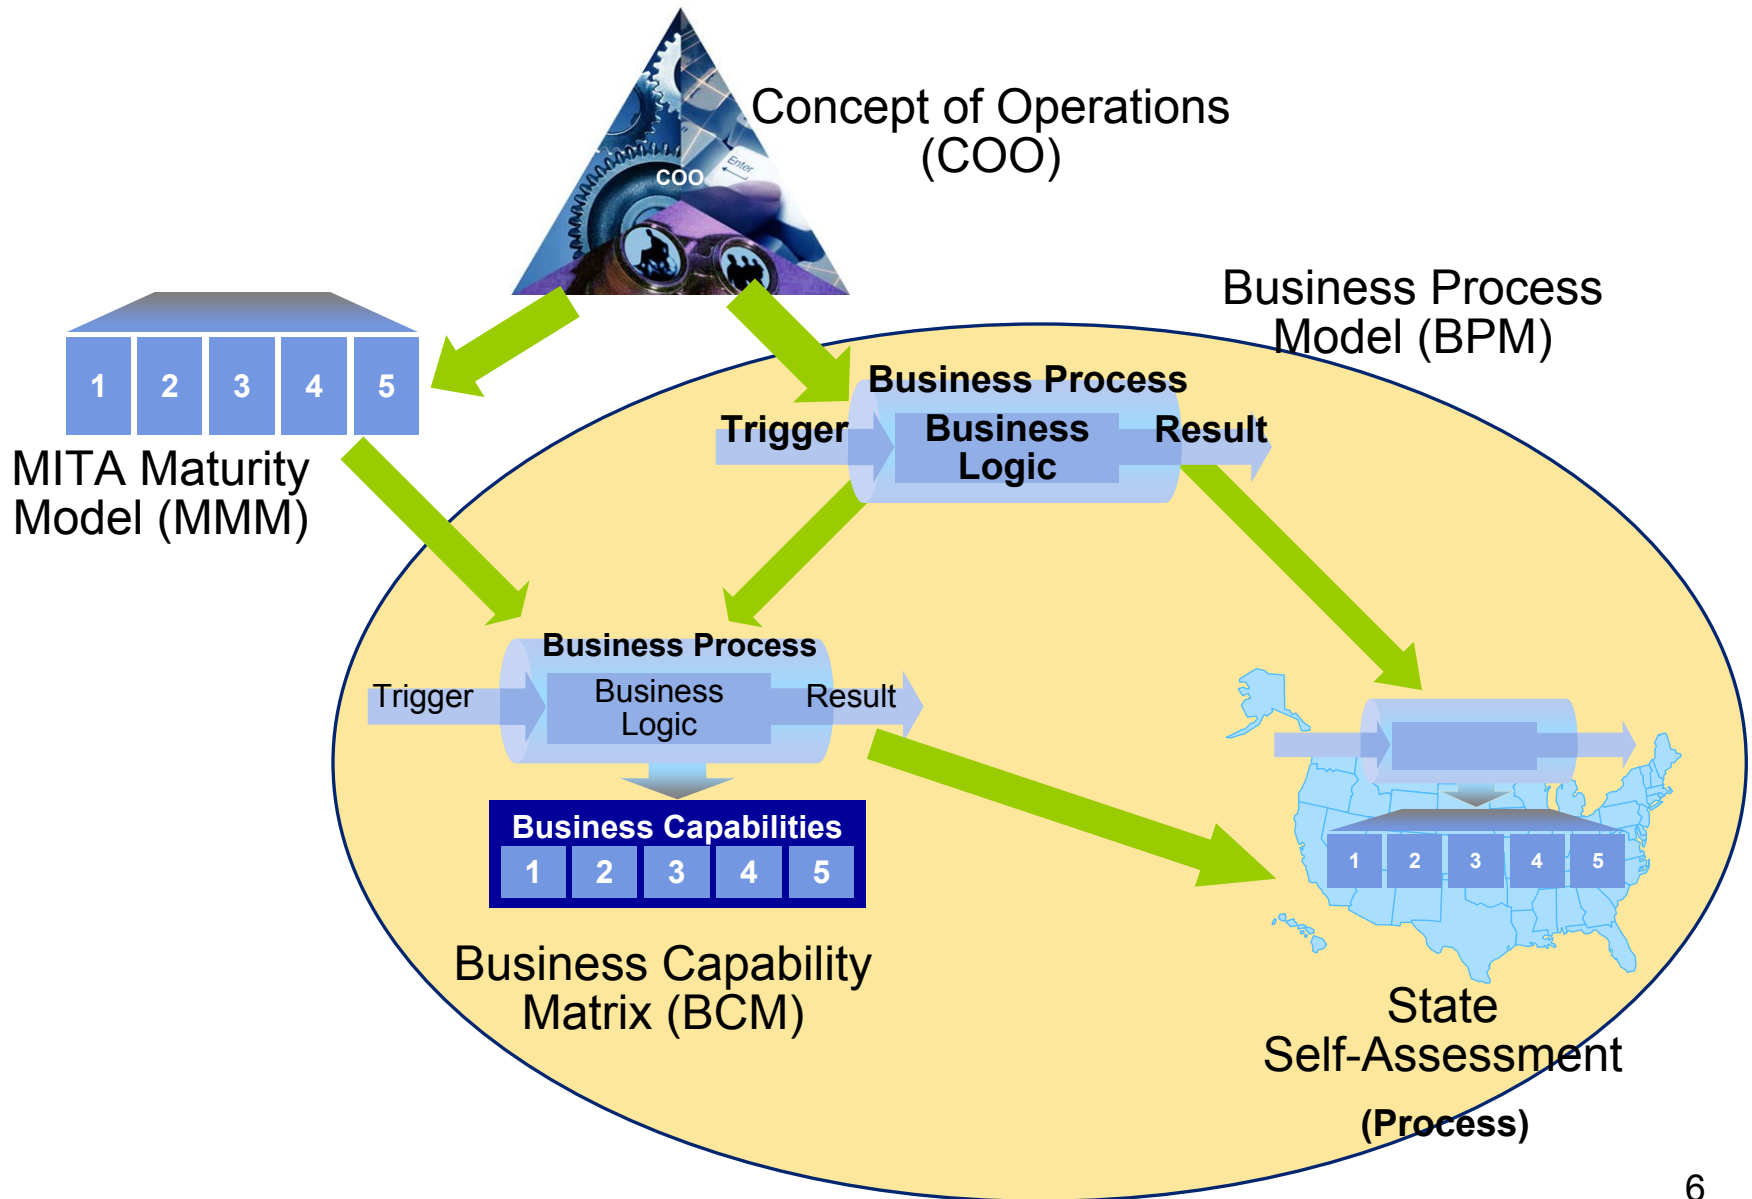 Concept of Operations
(COO)
COO
Enter
Business Process
Model (BPM)
1 2 3 4 5
MITA Maturity
Model (MMM)
Business Process
Trigger
Business
Logic
Result
Business Process
Trigger
Business
Logic
Result
Business Capabilities
1 2 3 4 5
Business Capability
Matrix (BCM)
1 2 3 4 5
State
Self-Assessment
(Process)
6